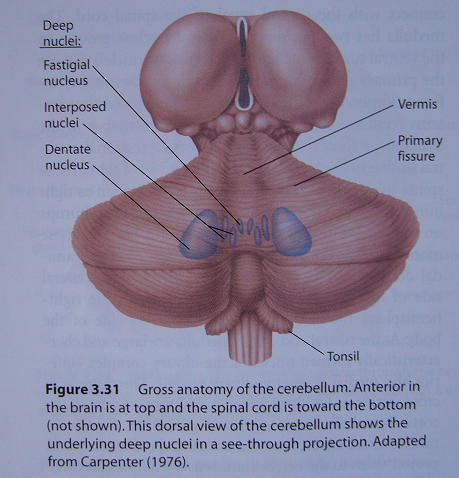 Deep
nuclei:
Fastigial
nucleus
Interposed
nuclei
Dentate
nucleus
Vermis
Primary
fissure
Tonsil
Figure 3.31 Gross anatomy of the cerebellum. Anterior in
the brain is at top and the spinal cord is toward the bottom
(not shown). This dorsal view of the cerebellum shows the
underlying deep nuclei in a see-through projection. Adapted
from Carpenter (1976).